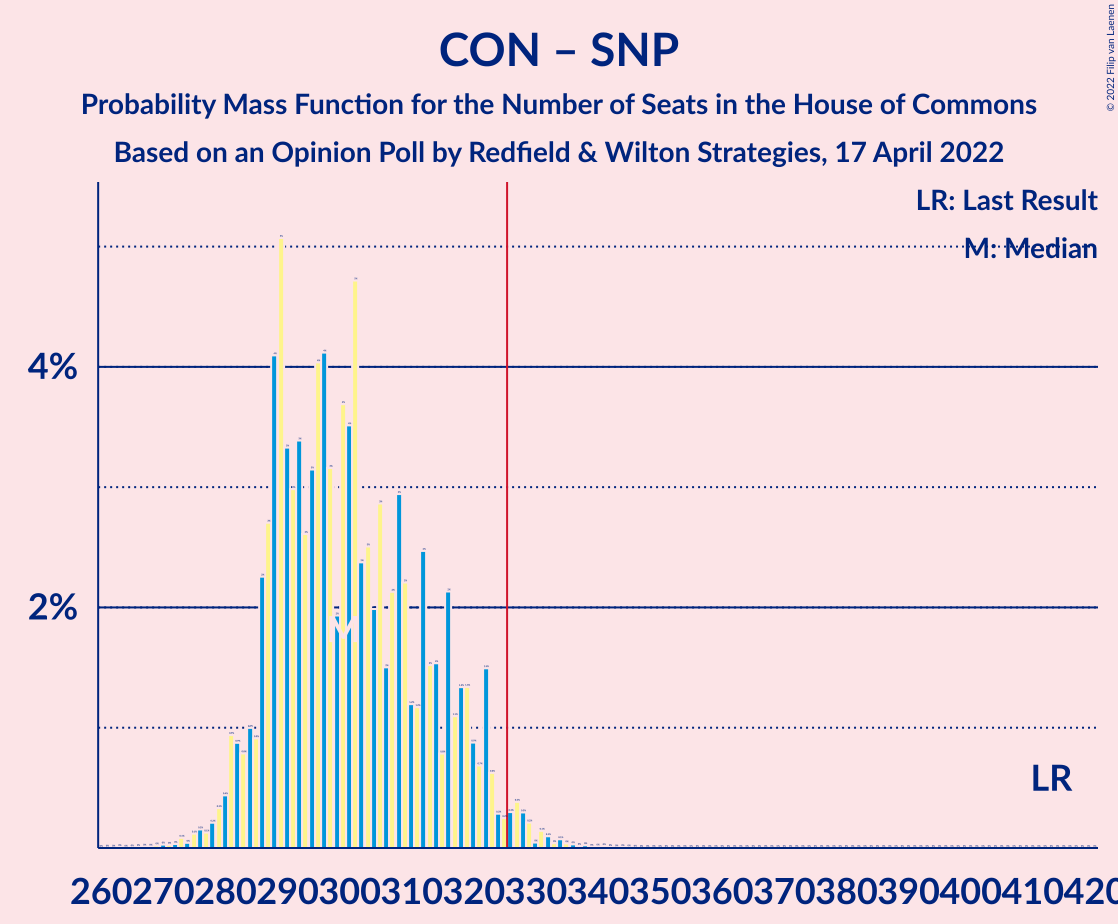 CON – SNP
Probability Mass Function for the Number of Seats in the House of Commons
Based on an Opinion Poll by Redfield & Wilton Strategies, 17 April 2022
© 2022 Filip van Laenen
LR: Last Result
M: Median
4%
2%
M
LR
260270280290300310320330340350360370380390400410420